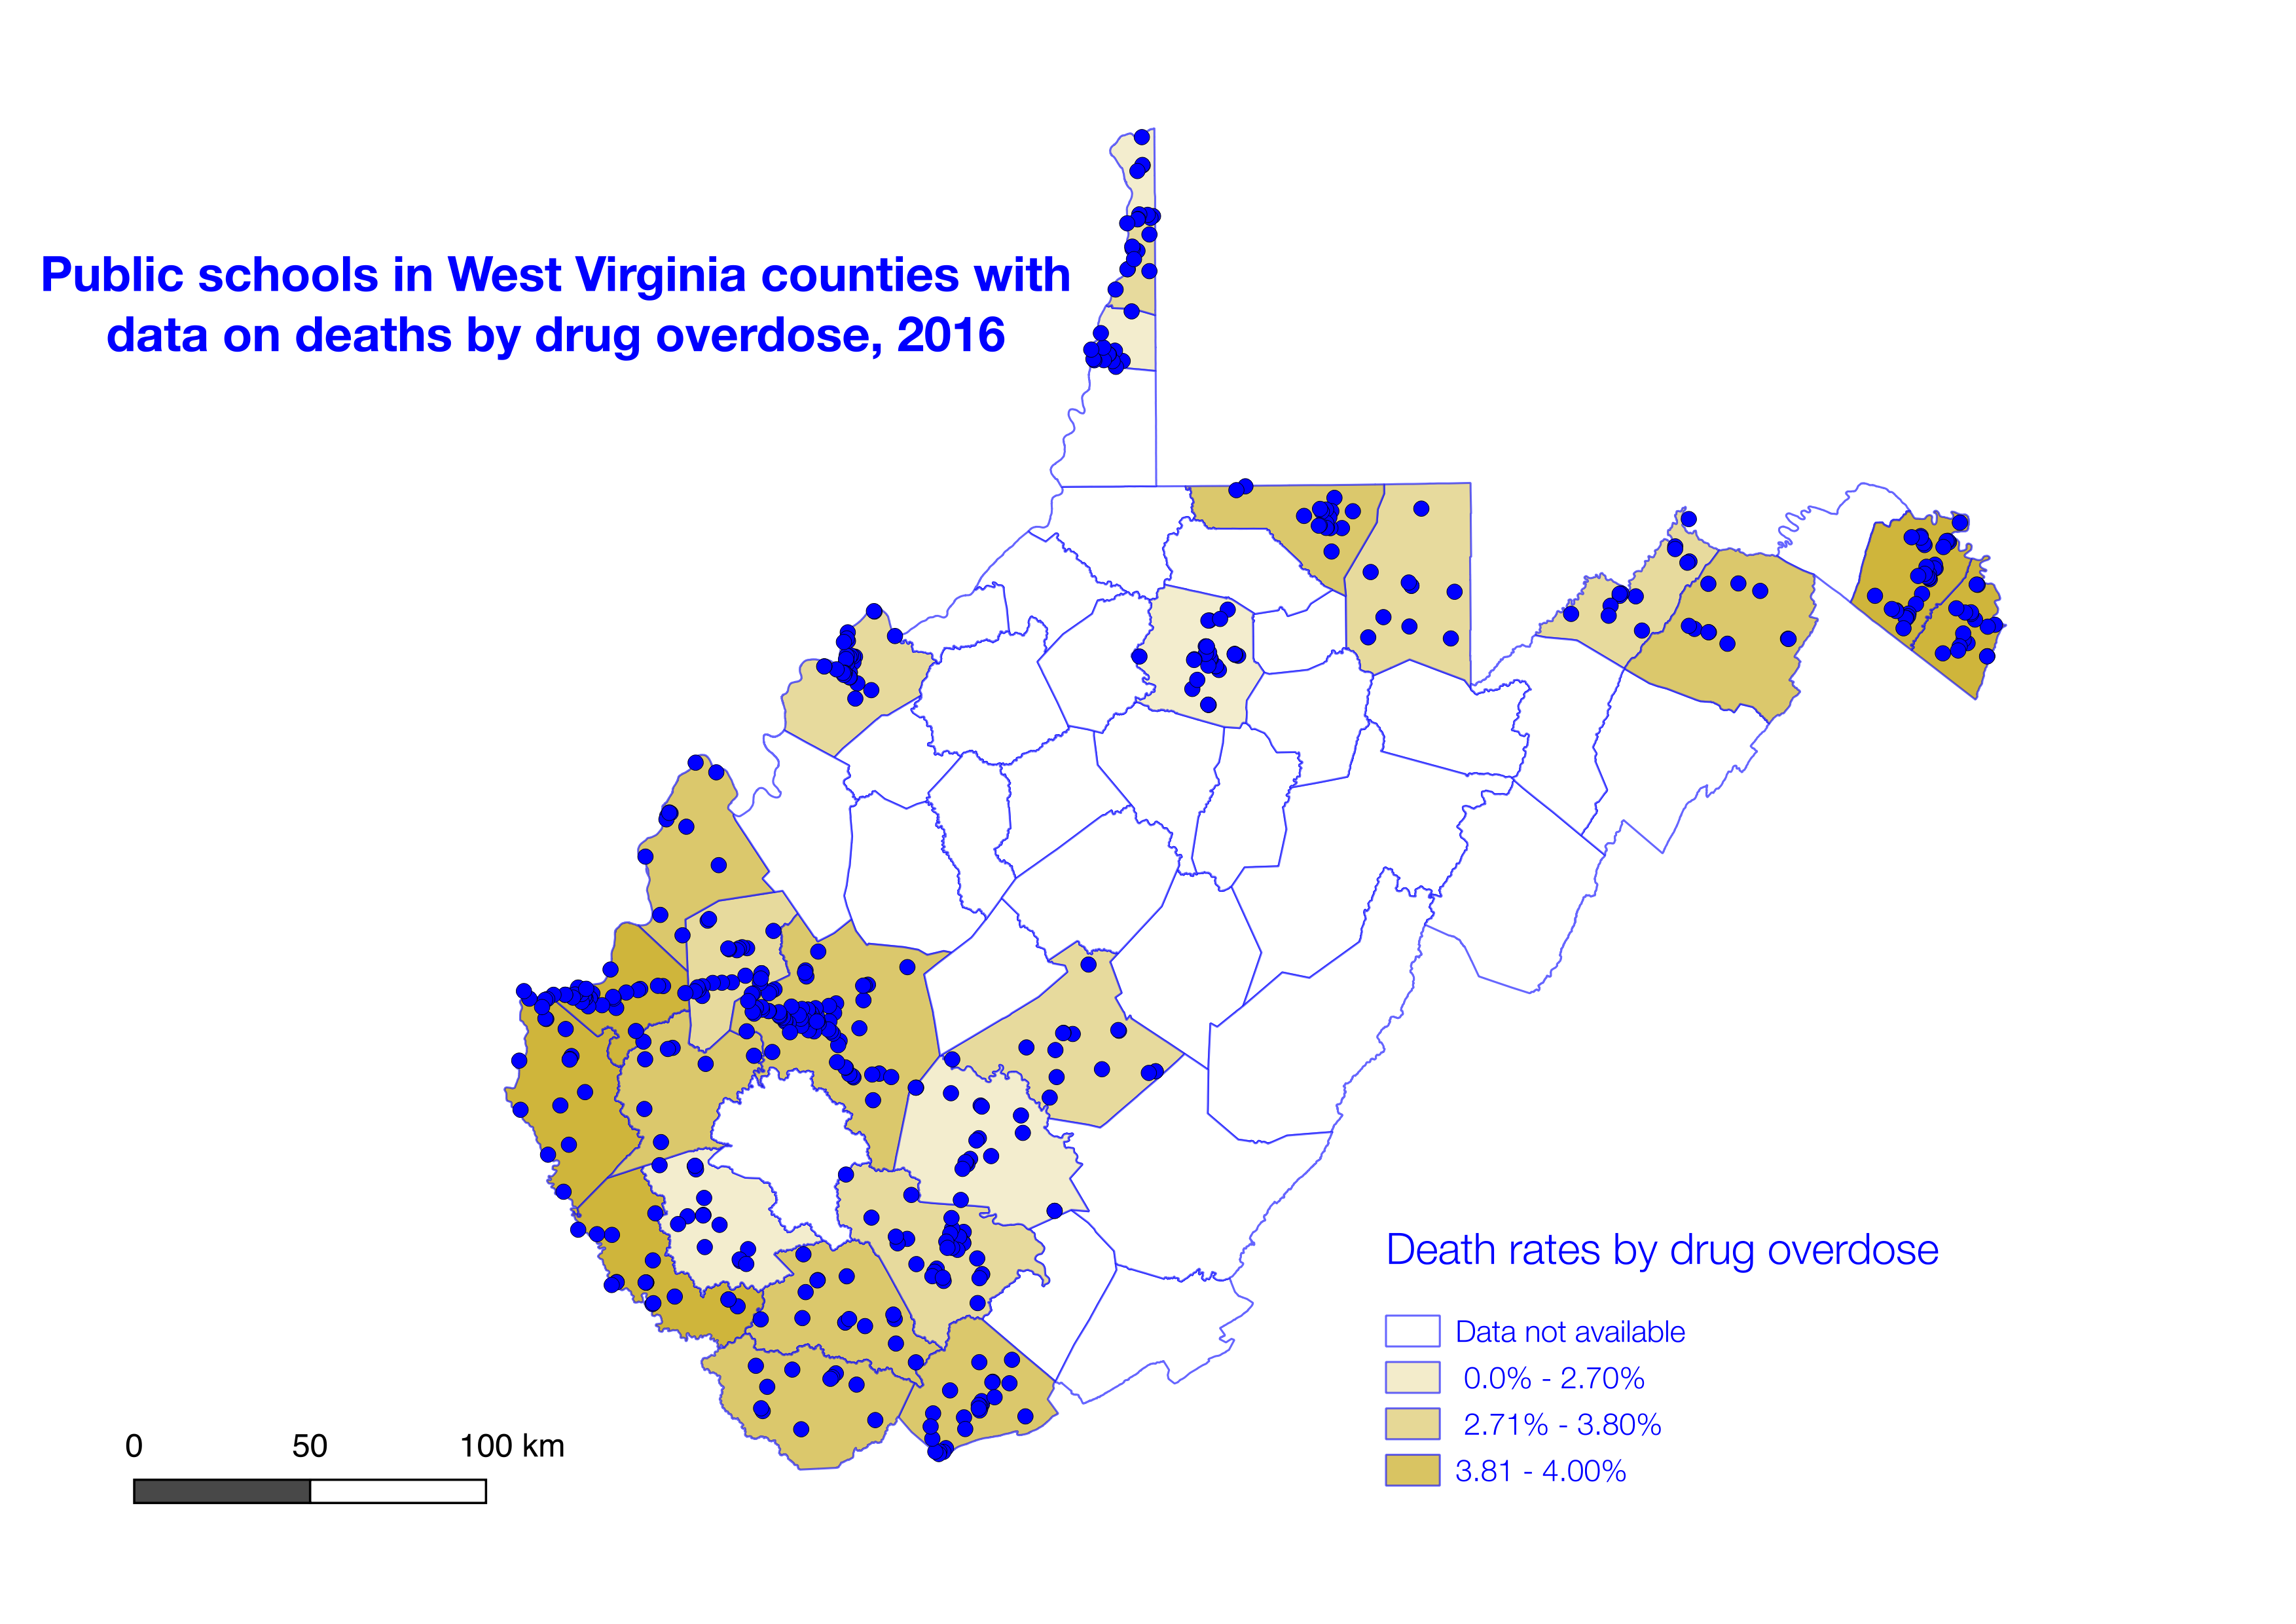 Public schools in West Virginia counties with
data on deaths by drug overdose, 2016
Death rates by drug overdose
Data not available
0.0% - 2.70%
2.71% - 3.80%
3.81 - 4.00%
0 50 100 km